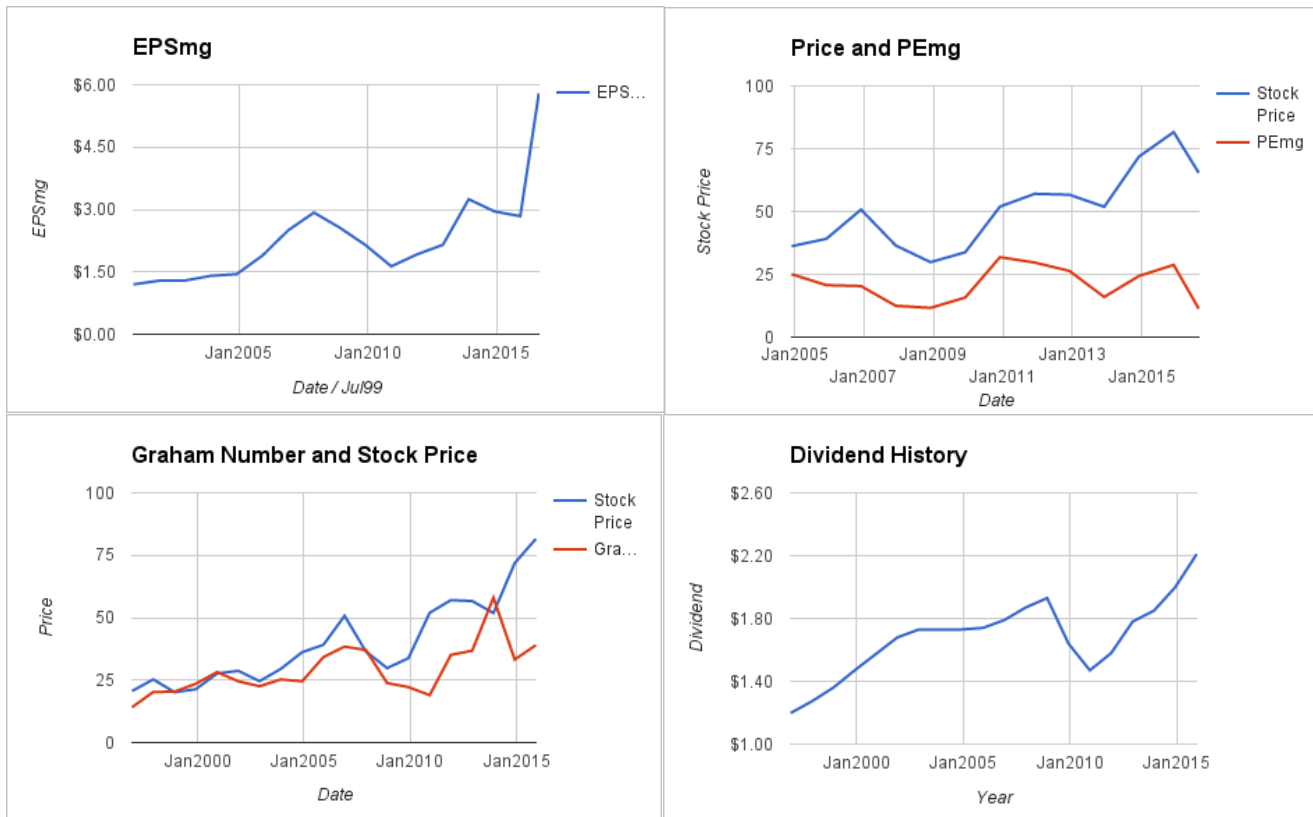 EPSmg
$6.00
$4.50
$3.00
$1.50
$0.00
EPSmg
Jan2005
Jan2010
Jan2015
Date / Jul99
EPS...
Price and PEmg
100
75
50
25
0
Stock Price
Jan2005
Jan2009
Jan2013
Jan2007
Jan2011
Jan2015
Date
Stock
Price
PEmg
Graham Number and Stock Price
100
75
50
25
0
Price
Jan2000
Jan2005
Jan2010
Jan2015
Date
Stock
Price
Gra...
Dividend History
$2.60
$2.20
$1.80
$1.40
$1.00
Dividend
Jan2000
Jan2005
Jan2010
Jan2015
Year